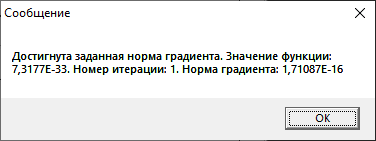 Сообщение
Достигнута заданная норма градиента. Значение функции:
7,3177E-33. Номер итерации: 1. Норма градиента: 1,71087E-16
OK